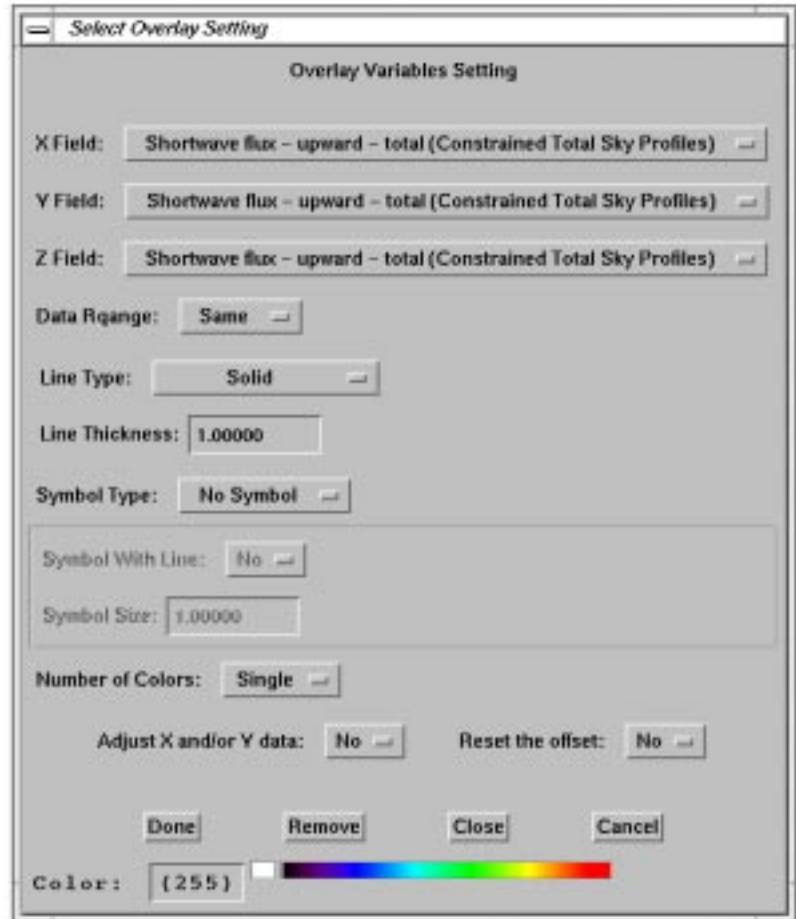 Select Overlay Setting
Overlay Variables Setting
X Field: Shortwave flux – upward – total (Constrained Total Sky Profiles)
Y Field: Shortwave flux – upward – total (Constrained Total Sky Profiles)
Z Field: Shortwave flux – upward – total (Constrained Total Sky Profiles)
Data Rqange: Same
Line Type: Solid
Line Thickness: 1.00000
Symbol Type: No Symbol
Symbol With Line: No
Symbol Size: 1.00000
Number of Colors: Single
Adjust X and/or Y data: No Reset the offset: No
Done Remove Close Cancel
Color: {255}